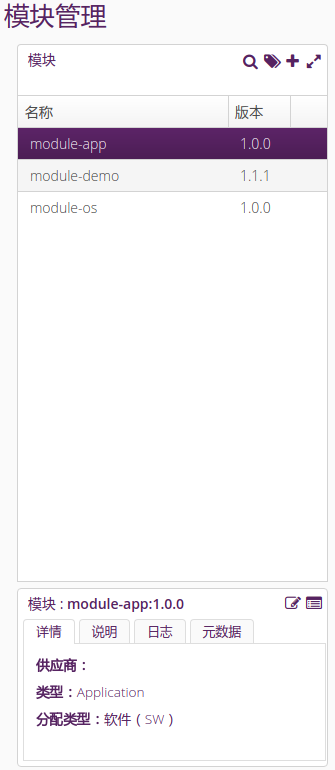 模块管理
模块
名称 版本
module-app 1.0.0
module-demo 1.1.1
module-os 1.0.0
模块 : module-app:1.0.0
详情 说明 日志 元数据
供应商：
类型：Application
分配类型：软件 ( SW )